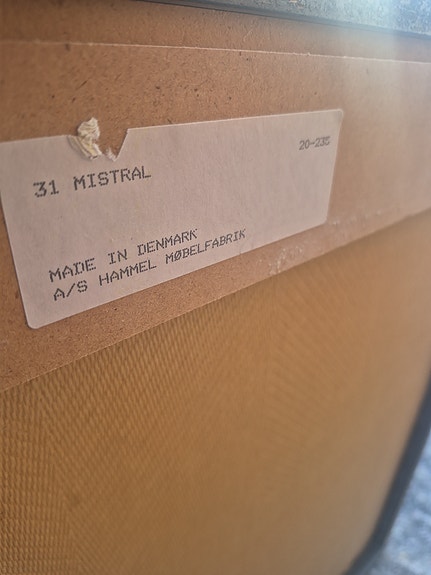 31 MISTRAL
20-235
MADE IN DENMARK
A/S HAMMEL MØBELFABRIK